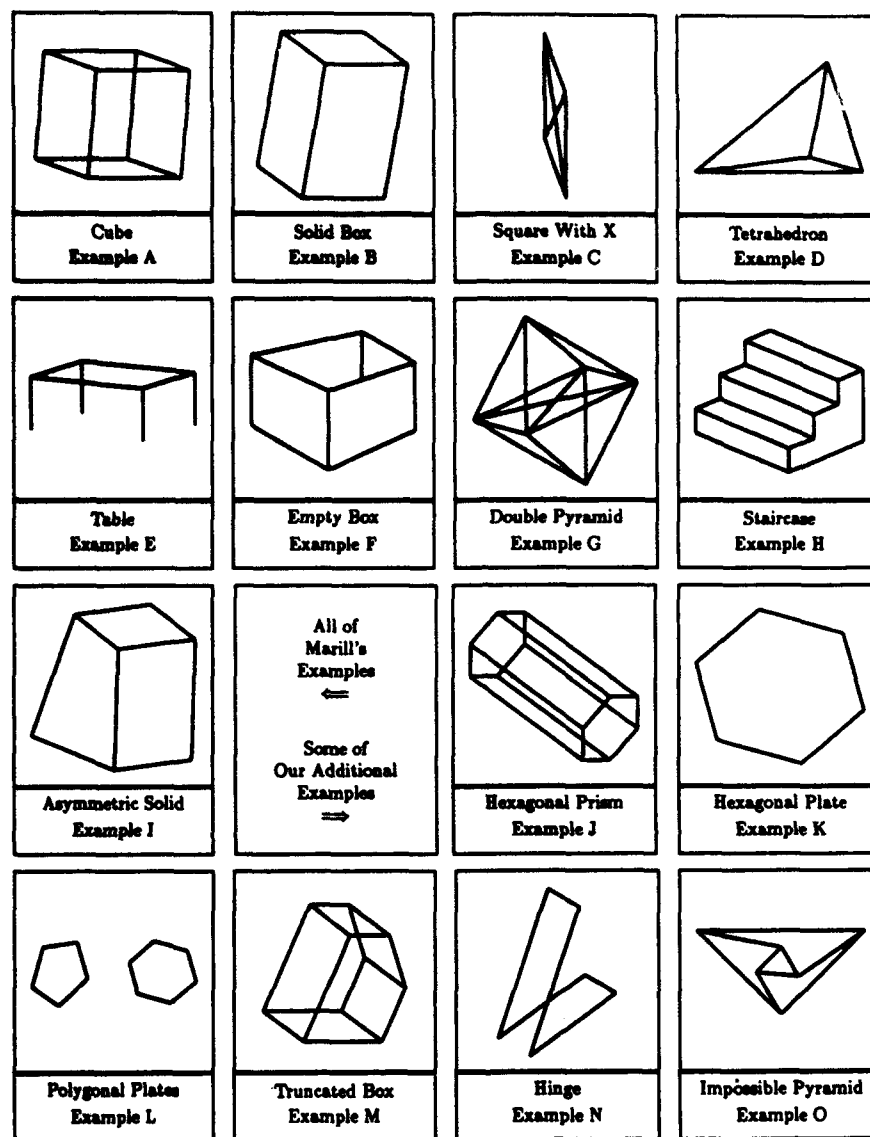 Cube
Example A
Solid Box
Example B
Square With X
Example C
Tetrahedron
Example D
Table
Example E
Empty Box
Example F
Double Pyramid
Example G
Staircase
Example H
Asymmetric Solid
Example I
All of
Marill's
Examples
⇐
Some of
Our Additional
Examples
⇒
Hexagonal Prism
Example J
Hexagonal Plate
Example K
Polygonal Plates
Example L
Truncated Box
Example M
Hinge
Example N
Impossible Pyramid
Example O